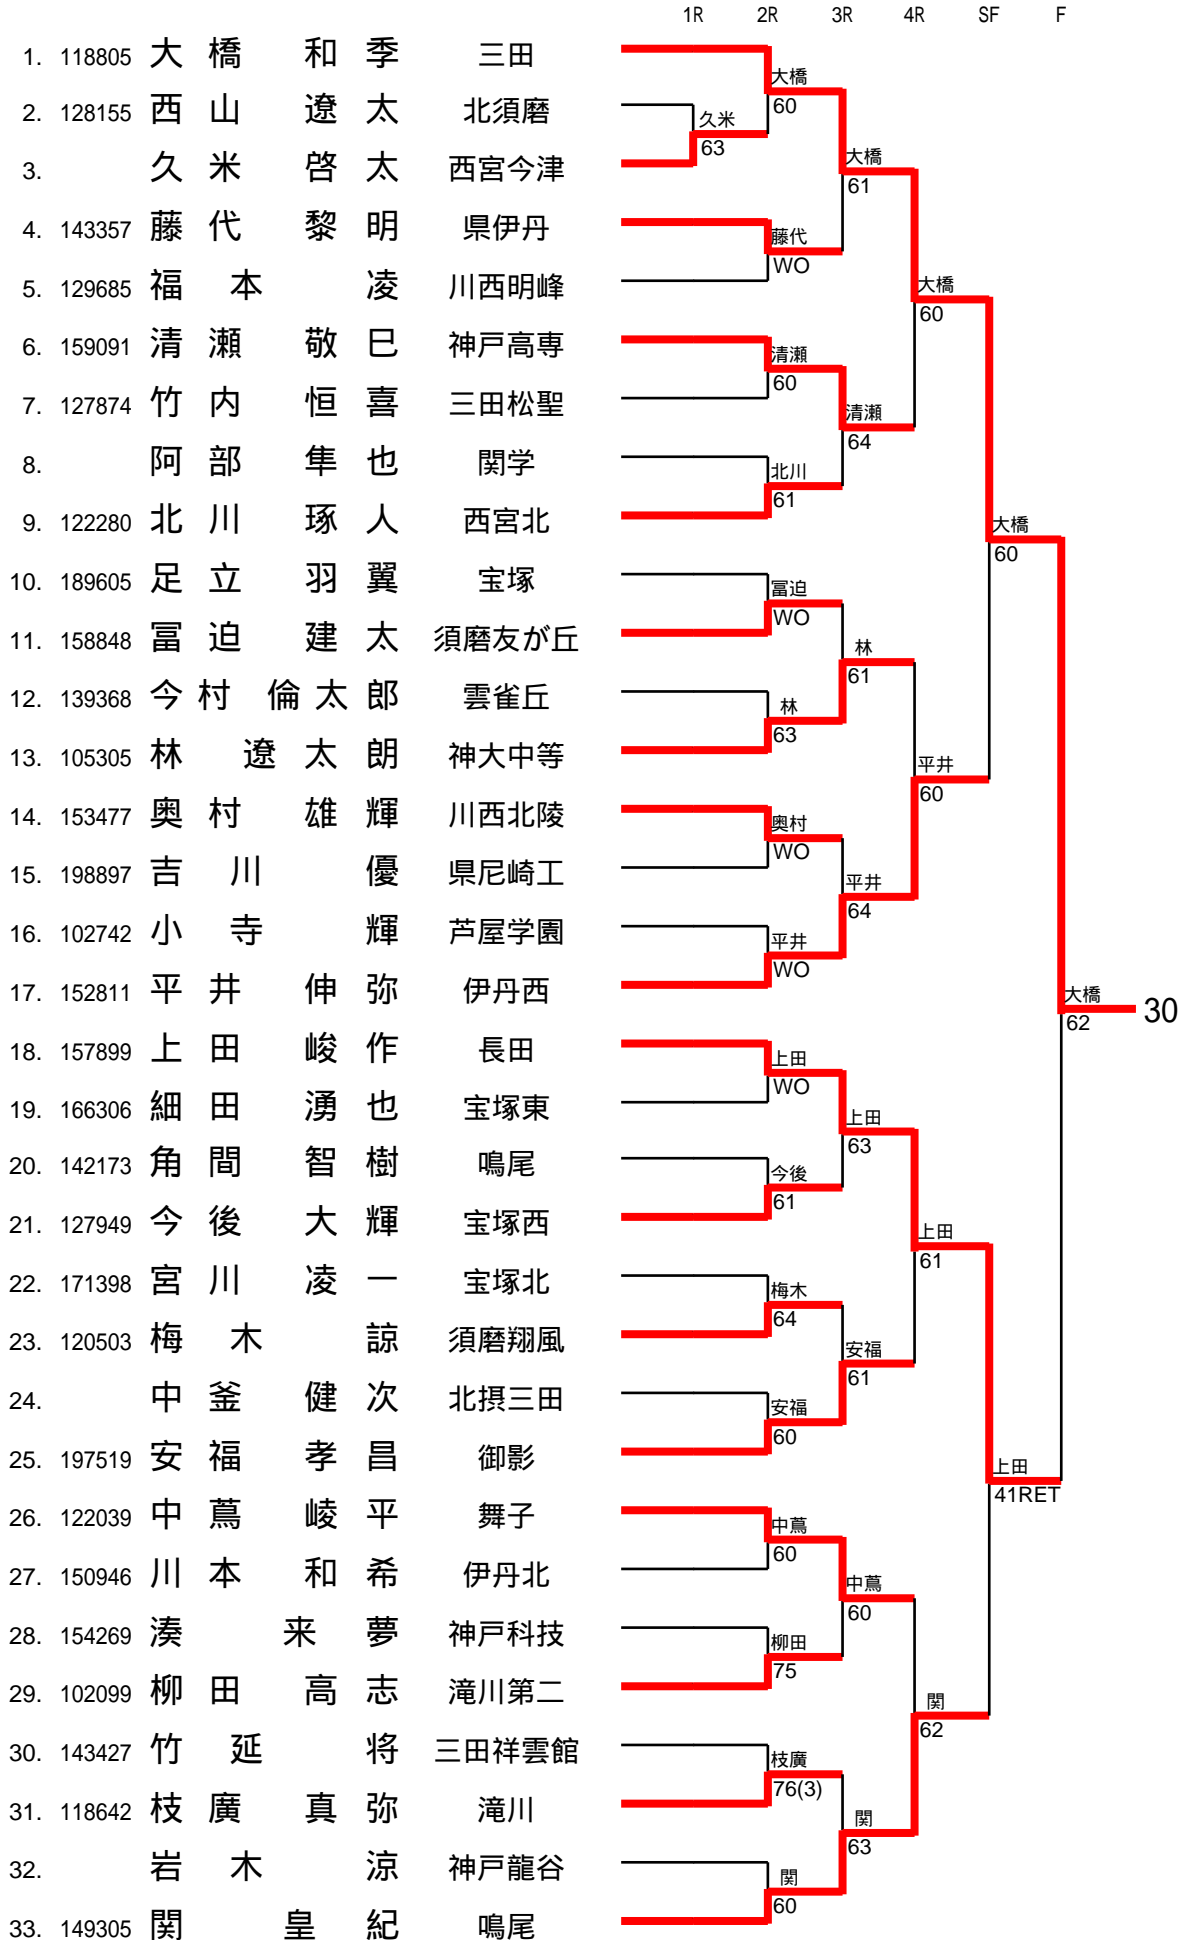 1R 2R 3R 4R SF F
1. 118805 大橋 和季 三田
大橋
2. 128155 西山 遼太 北須磨
60
久米
63
3. 久米 啓太 西宮今津
大橋
61
4. 143357 藤代 黎明 県伊丹
藤代
WO
5. 129685 福本 凌 川西明峰
大橋
60
6. 159091 清瀬 敬巳 神戸高専
清瀬
60
7. 127874 竹内 恒喜 三田松聖
清瀬
64
8. 阿部 隼也 関学
北川
61
9. 122280 北川 琢人 西宮北
大橋
60
10. 189605 足立 羽翼 宝塚
冨迫
WO
11. 158848 冨迫 建太 須磨友が丘
林
61
12. 139368 今村 倫太郎 雲雀丘
林
63
13. 105305 林 遼太朗 神大中等
平井
60
14. 153477 奥村 雄輝 川西北陵
奥村
WO
15. 198897 吉川 優 県尼崎工
平井
64
16. 102742 小寺 輝 芦屋学園
平井
WO
17. 152811 平井 伸弥 伊丹西
大橋
62
30
18. 157899 上田 峻作 長田
上田
WO
19. 166306 細田 湧也 宝塚東
上田
63
20. 142173 角間 智樹 鳴尾
今後
61
21. 127949 今後 大輝 宝塚西
上田
61
22. 171398 宮川 凌一 宝塚北
梅木
64
23. 120503 梅木 諒 須磨翔風
安福
61
24. 中釜 健次 北摂三田
安福
60
25. 197519 安福 孝昌 御影
上田
41RET
26. 122039 中蔦 崚平 舞子
中蔦
60
27. 150946 川本 和希 伊丹北
中蔦
60
28. 154269 湊 来夢 神戸科技
柳田
75
29. 102099 柳田 高志 滝川第二
関
62
30. 143427 竹延 将 三田祥雲館
枝廣
76(3)
31. 118642 枝廣 真弥 滝川
関
63
32. 岩木 涼 神戸龍谷
関
60
33. 149305 関 皇紀 鳴尾